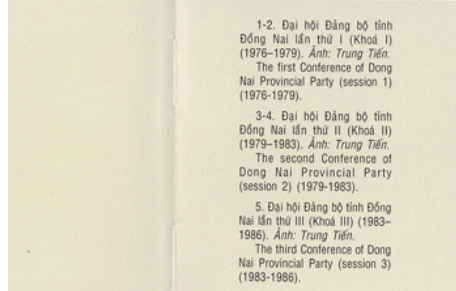 1-2. Đại hội Đảng bộ tỉnh
Đồng Nai lần thứ I (Khoá I)
(1976–1979). Ảnh: Trung Tiến.
The first Conference of Dong
Nai Provincial Party (session 1)
(1976-1979).
3-4. Đại hội Đảng bộ tỉnh
Đồng Nai lần thứ II (Khoá II)
(1979–1983). Ảnh: Trung Tiến.
The second Conference of
Dong Nai Provincial Party
(session 2) (1979-1983).
5. Đại hội Đảng bộ tỉnh Đồng
Nai lần thứ III (Khoá III) (1983–
1986). Ảnh: Trung Tiến.
The third Conference of Dong
Nai Provincial Party (session 3)
(1983-1986).